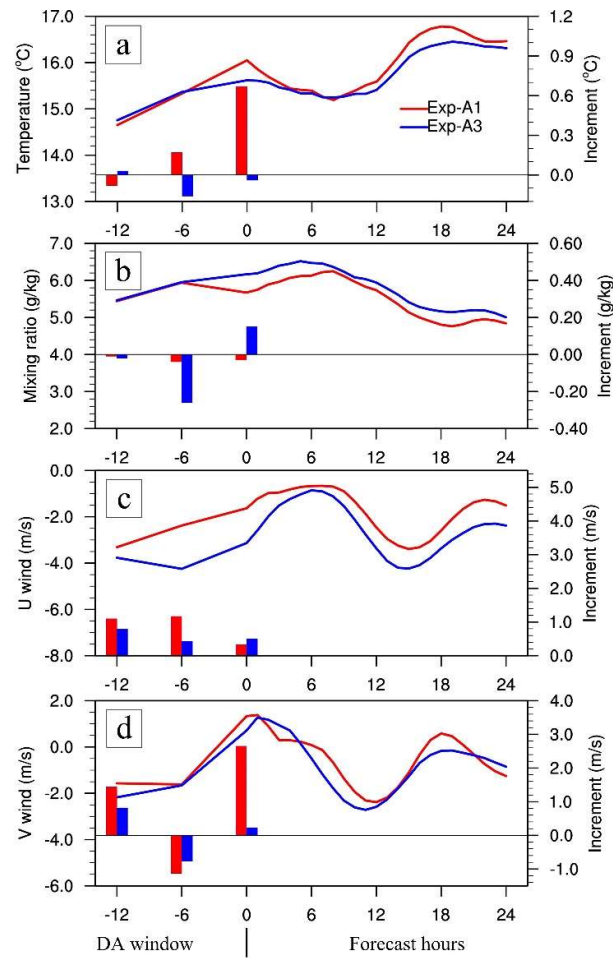 a
Temperature (°C)
17.0
16.0
15.0
14.0
13.0
Exp-A1
Exp-A3
1.2
0.9
0.6
0.3
0.0
Increment (°C)
-12 -6 0 6 12 18 24
b
Mixing ratio (g/kg)
7.0
6.0
5.0
4.0
3.0
2.0
0.60
0.40
0.20
0.00
-0.20
-0.40
Increment (g/kg)
-12 -6 0 6 12 18 24
c
U wind (m/s)
0.0
-2.0
-4.0
-6.0
-8.0
5.0
4.0
3.0
2.0
1.0
0.0
Increment (m/s)
-12 -6 0 6 12 18 24
d
V wind (m/s)
2.0
0.0
-2.0
-4.0
-6.0
4.0
3.0
2.0
1.0
0.0
-1.0
Increment (m/s)
-12 -6 0 6 12 18 24
DA window Forecast hours